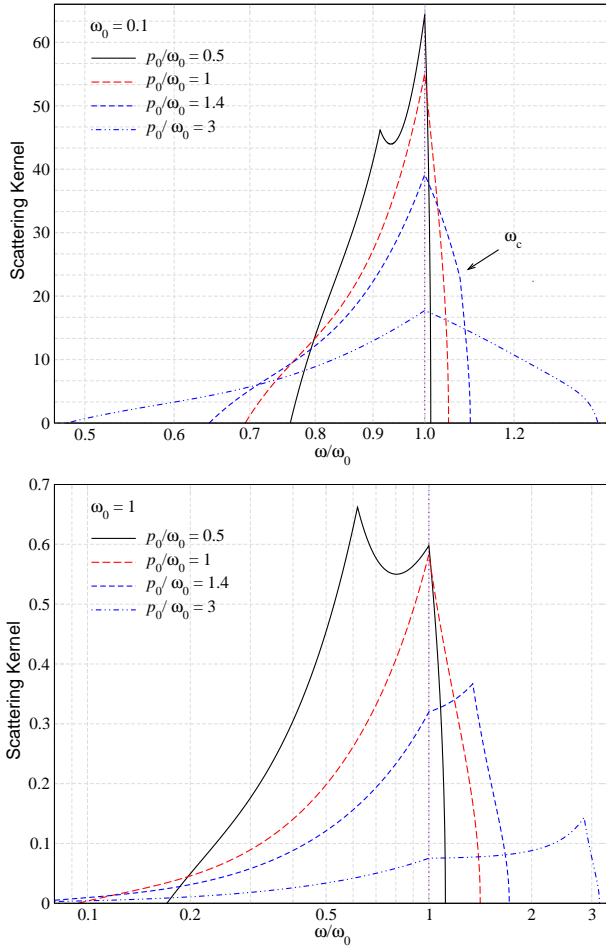 ω₀ = 0.1
p₀/ω₀ = 0.5
p₀/ω₀ = 1
p₀/ω₀ = 1.4
p₀/ ω₀ = 3
ω_c
Scattering Kernel
60
50
40
30
20
10
0
0.5 0.6 0.7 0.8 0.9 1.0 1.2
ω/ω₀
ω₀ = 1
p₀/ω₀ = 0.5
p₀/ω₀ = 1
p₀/ ω₀ = 1.4
p₀/ ω₀ = 3
Scattering Kernel
0.7
0.6
0.5
0.4
0.3
0.2
0.1
0
0.1 0.2 0.5 1 2 3
ω/ω₀